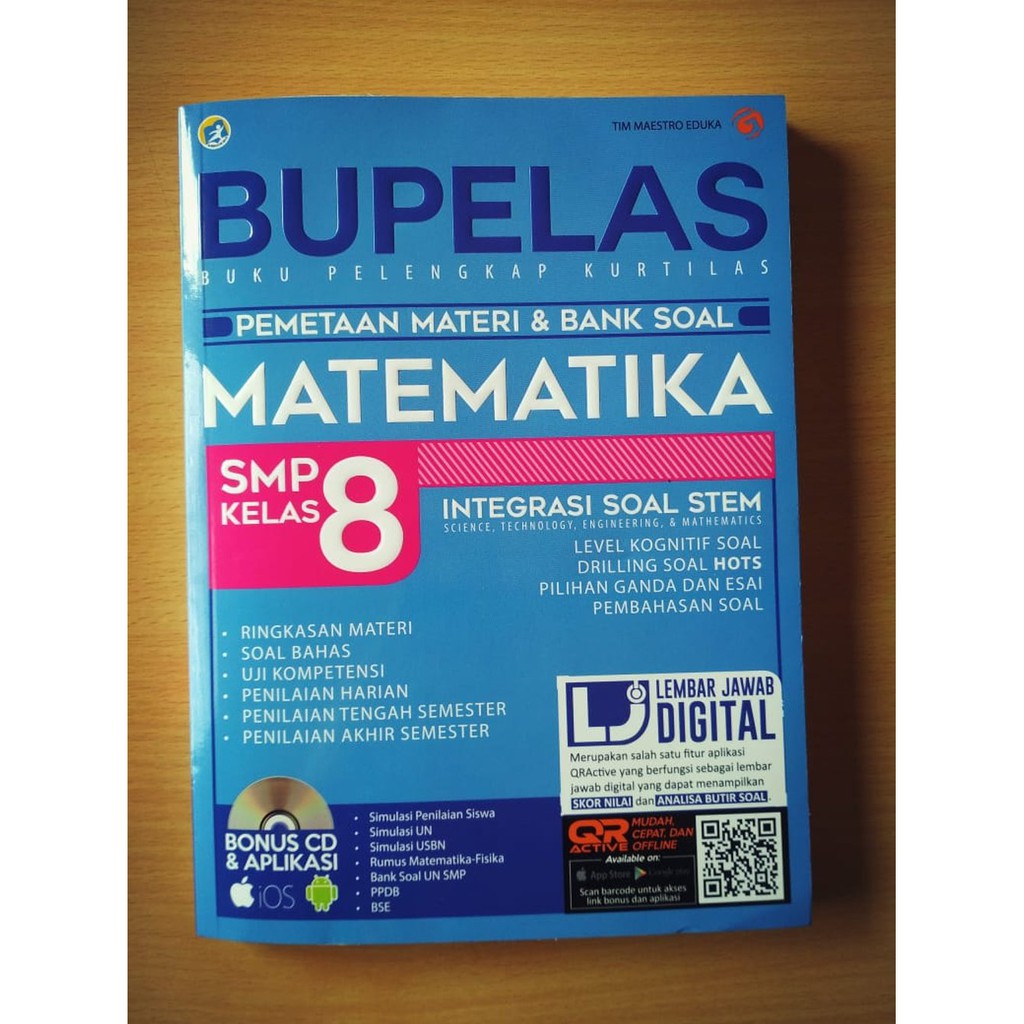 TIM MAESTRO EDUKA
BUPELAS
BUKU PELENGKAP KURTILAS
PEMETAAN MATERI & BANK SOAL
MATEMATIKA
SMP
KELAS 8
INTEGRASI SOAL STEM
SCIENCE, TECHNOLOGY, ENGINEERING, & MATHEMATICS
LEVEL KOGNITIF SOAL
DRILLING SOAL HOTS
PILIHAN GANDA DAN ESAI
PEMBAHASAN SOAL
• RINGKASAN MATERI
• SOAL BAHAS
• UJI KOMPETENSI
• PENILAIAN HARIAN
• PENILAIAN TENGAH SEMESTER
• PENILAIAN AKHIR SEMESTER
LJ
LEMBAR JAWAB
DIGITAL
Merupakan salah satu fitur aplikasi
QRActive yang berfungsi sebagai lembar
jawab digital yang dapat menampilkan
SKOR NILAI dan ANALISA BUTIR SOAL.
BONUS CD
& APLIKASI
iOS
• Simulasi Penilaian Siswa
• Simulasi UN
• Simulasi USBN
• Rumus Matematika-Fisika
• Bank Soal UN SMP
• PPDB
• BSE
QR
ACTIVE
MUDAH,
CEPAT, DAN
OFFLINE
Available on:
App Store
Google play
Scan barcode untuk akses
link bonus dan aplikasi